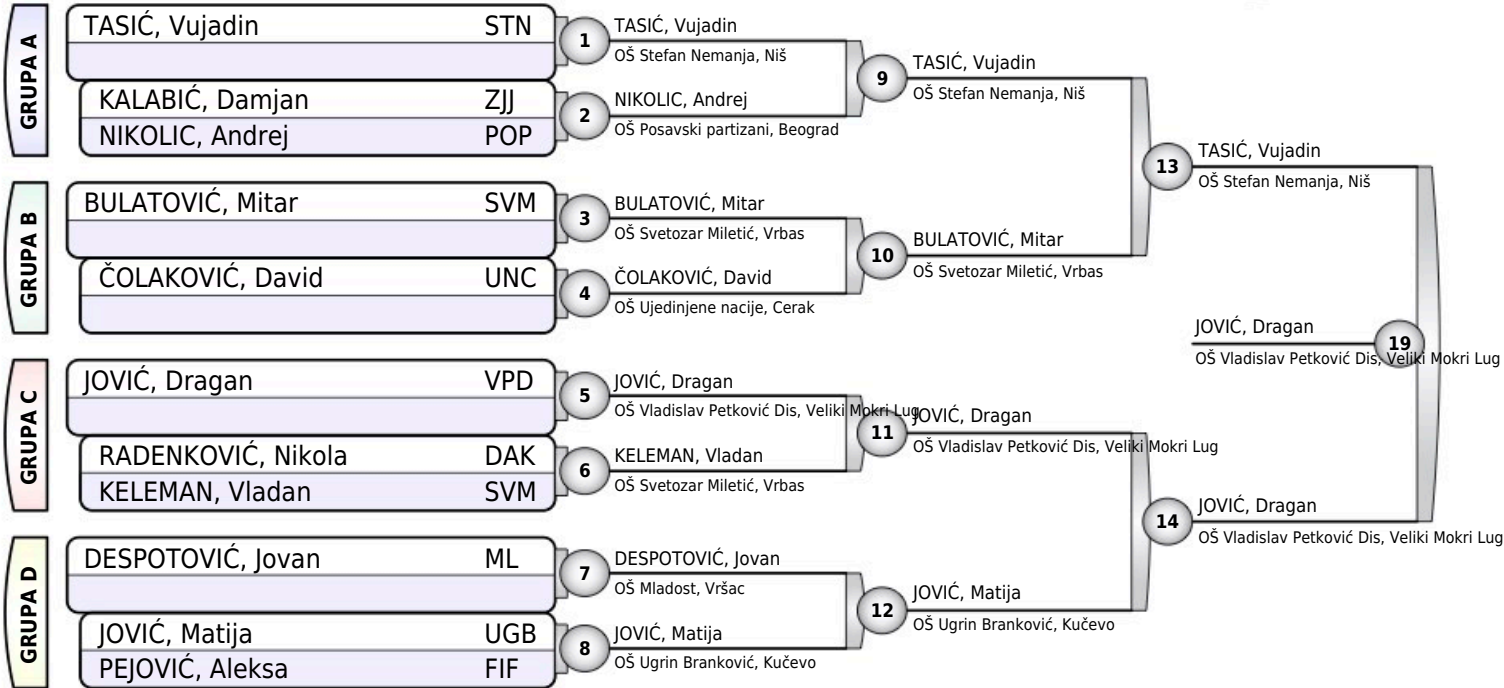 GRUPA A
TASIĆ, Vujadin STN
KALABIĆ, Damjan ZJJ
NIKOLIC, Andrej POP
GRUPA B
BULATOVIĆ, Mitar SVM
ČOLAKOVIĆ, David UNC
GRUPA C
JOVIĆ, Dragan VPD
RADENKOVIĆ, Nikola DAK
KELEMAN, Vladan SVM
GRUPA D
DESPOTOVIĆ, Jovan ML
JOVIĆ, Matija UGB
PEJOVIĆ, Aleksa FIF
1
TASIĆ, Vujadin
OŠ Stefan Nemanja, Niš
2
NIKOLIC, Andrej
OŠ Posavski partizani, Beograd
3
BULATOVIĆ, Mitar
OŠ Svetozar Miletić, Vrbas
4
ČOLAKOVIĆ, David
OŠ Ujedinjene nacije, Cerak
5
JOVIĆ, Dragan
OŠ Vladislav Petković Dis, Veliki Mokri Lug
6
KELEMAN, Vladan
OŠ Svetozar Miletić, Vrbas
7
DESPOTOVIĆ, Jovan
OŠ Mladost, Vršac
8
JOVIĆ, Matija
OŠ Ugrin Branković, Kučevo
9
TASIĆ, Vujadin
OŠ Stefan Nemanja, Niš
10
BULATOVIĆ, Mitar
OŠ Svetozar Miletić, Vrbas
11
JOVIĆ, Dragan
OŠ Vladislav Petković Dis, Veliki Mokri Lug
12
JOVIĆ, Matija
OŠ Ugrin Branković, Kučevo
13
TASIĆ, Vujadin
OŠ Stefan Nemanja, Niš
14
JOVIĆ, Dragan
OŠ Vladislav Petković Dis, Veliki Mokri Lug
19
JOVIĆ, Dragan
OŠ Vladislav Petković Dis, Veliki Mokri Lug